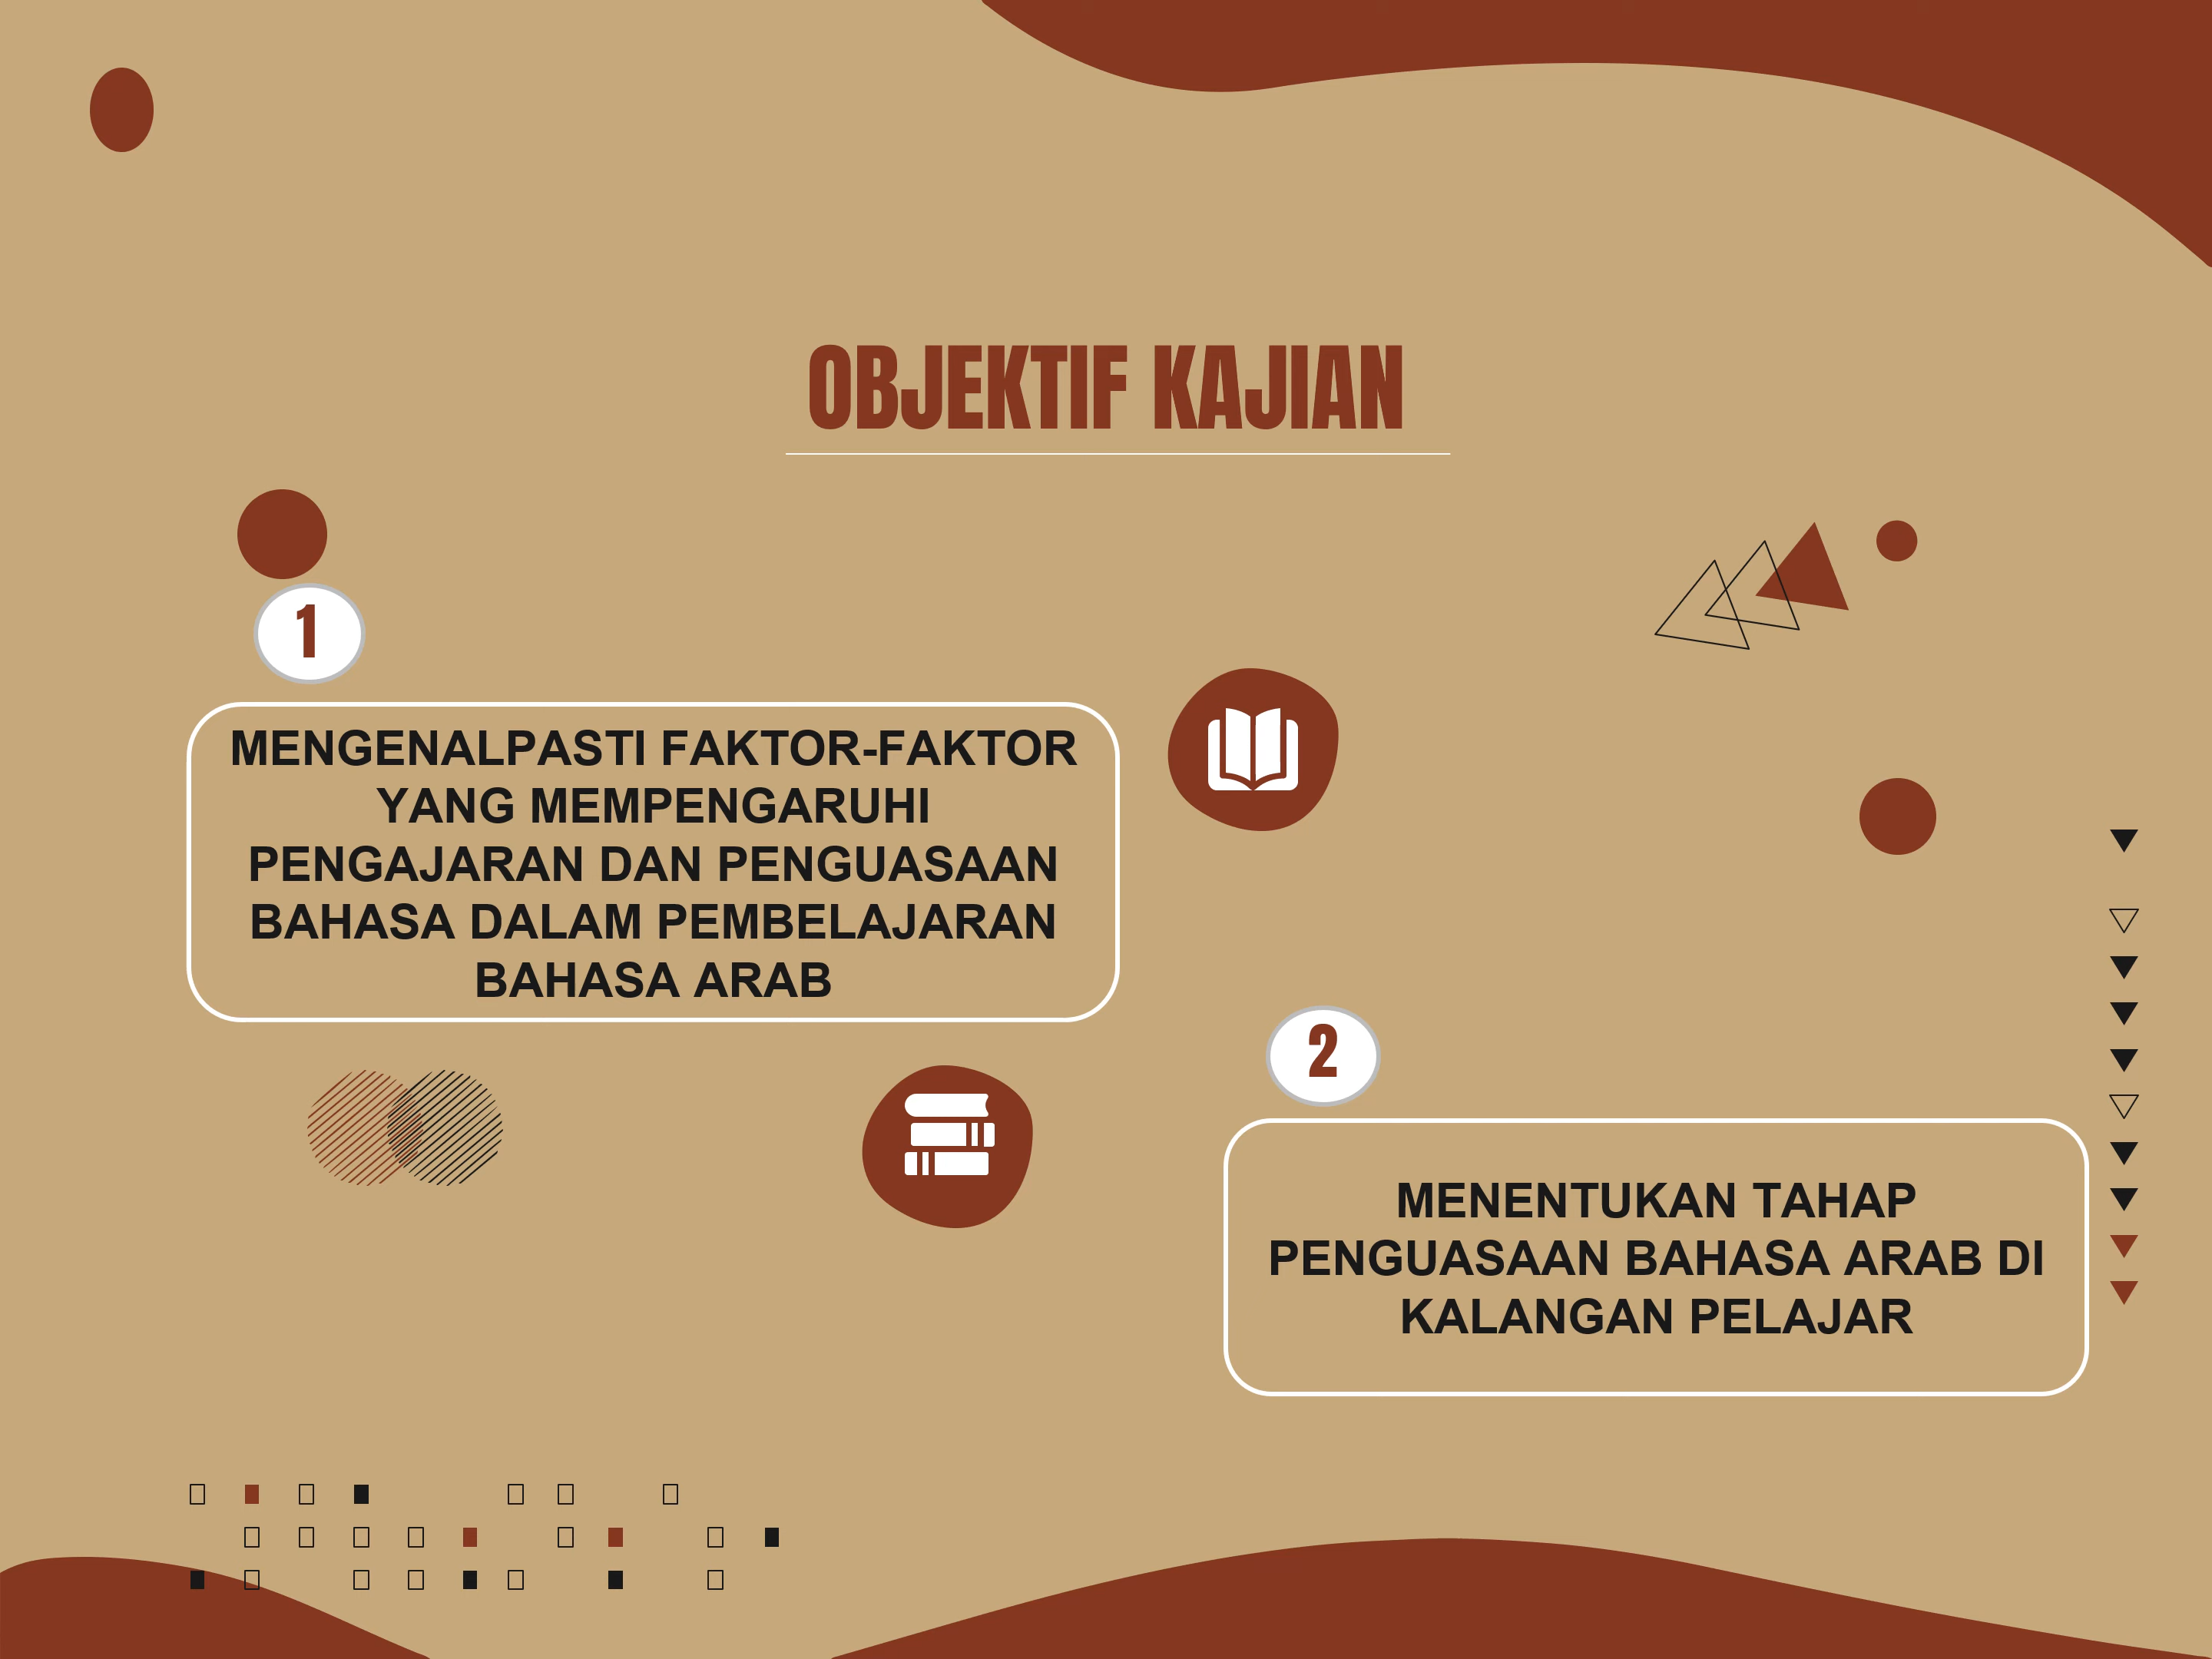 OBJEKTIF KAJIAN
1
MENGENALPASTI FAKTOR-FAKTOR
YANG MEMPENGARUHI
PENGAJARAN DAN PENGUASAAN
BAHASA DALAM PEMBELAJARAN
BAHASA ARAB
2
MENENTUKAN TAHAP
PENGUASAAN BAHASA ARAB DI
KALANGAN PELAJAR